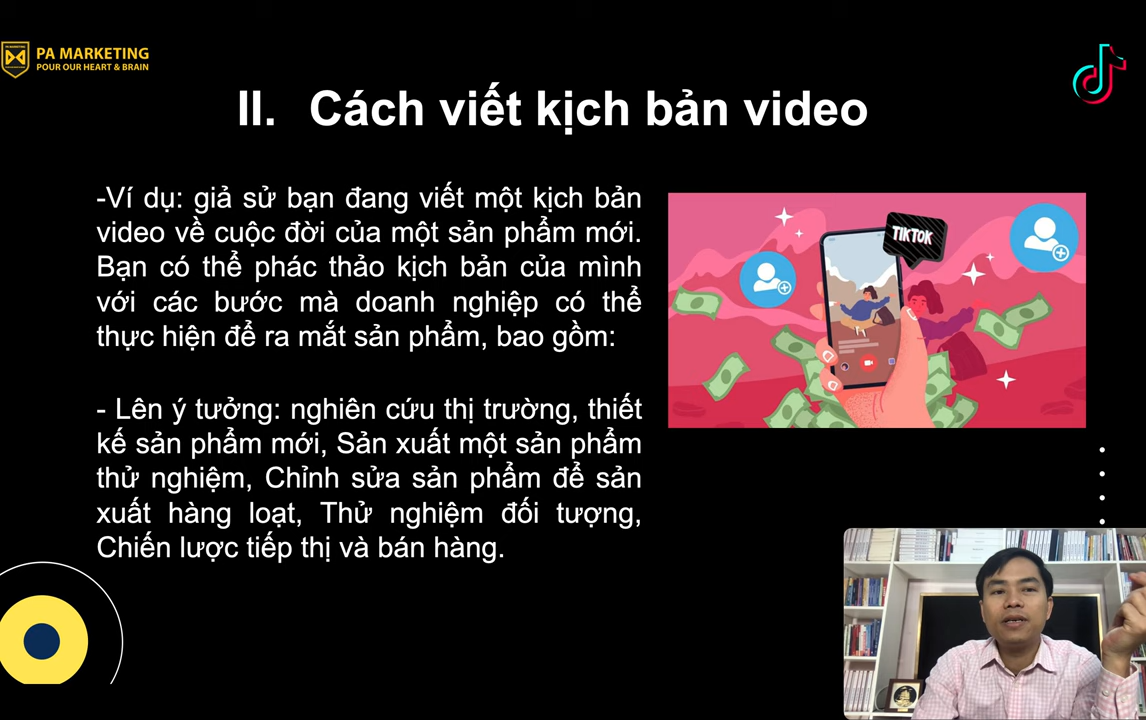 PA MARKETING
POUR OUR HEART & BRAIN
II. Cách viết kịch bản video
-Ví dụ: giả sử bạn đang viết một kịch bản
video về cuộc đời của một sản phẩm mới.
Bạn có thể phác thảo kịch bản của mình
với các bước mà doanh nghiệp có thể
thực hiện để ra mắt sản phẩm, bao gồm:
TIKTOK
- Lên ý tưởng: nghiên cứu thị trường, thiết
kế sản phẩm mới, Sản xuất một sản phẩm
thử nghiệm, Chỉnh sửa sản phẩm để sản
xuất hàng loạt, Thử nghiệm đối tượng,
Chiến lược tiếp thị và bán hàng.